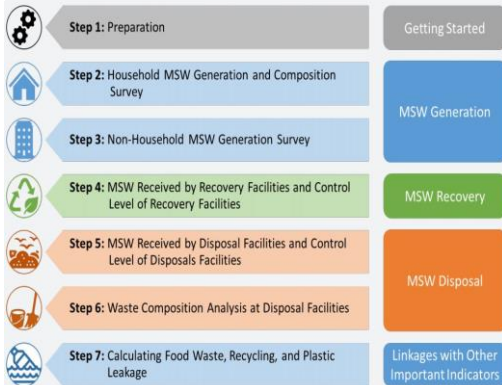 Step 1: Preparation
Getting Started
Step 2: Household MSW Generation and Composition
Survey
MSW Generation
Step 3: Non-Household MSW Generation Survey
Step 4: MSW Received by Recovery Facilities and Control
Level of Recovery Facilities
MSW Recovery
Step 5: MSW Received by Disposal Facilities and Control
Level of Disposals Facilities
MSW Disposal
Step 6: Waste Composition Analysis at Disposal Facilities
Step 7: Calculating Food Waste, Recycling, and Plastic
Leakage
Linkages with Other
Important Indicators